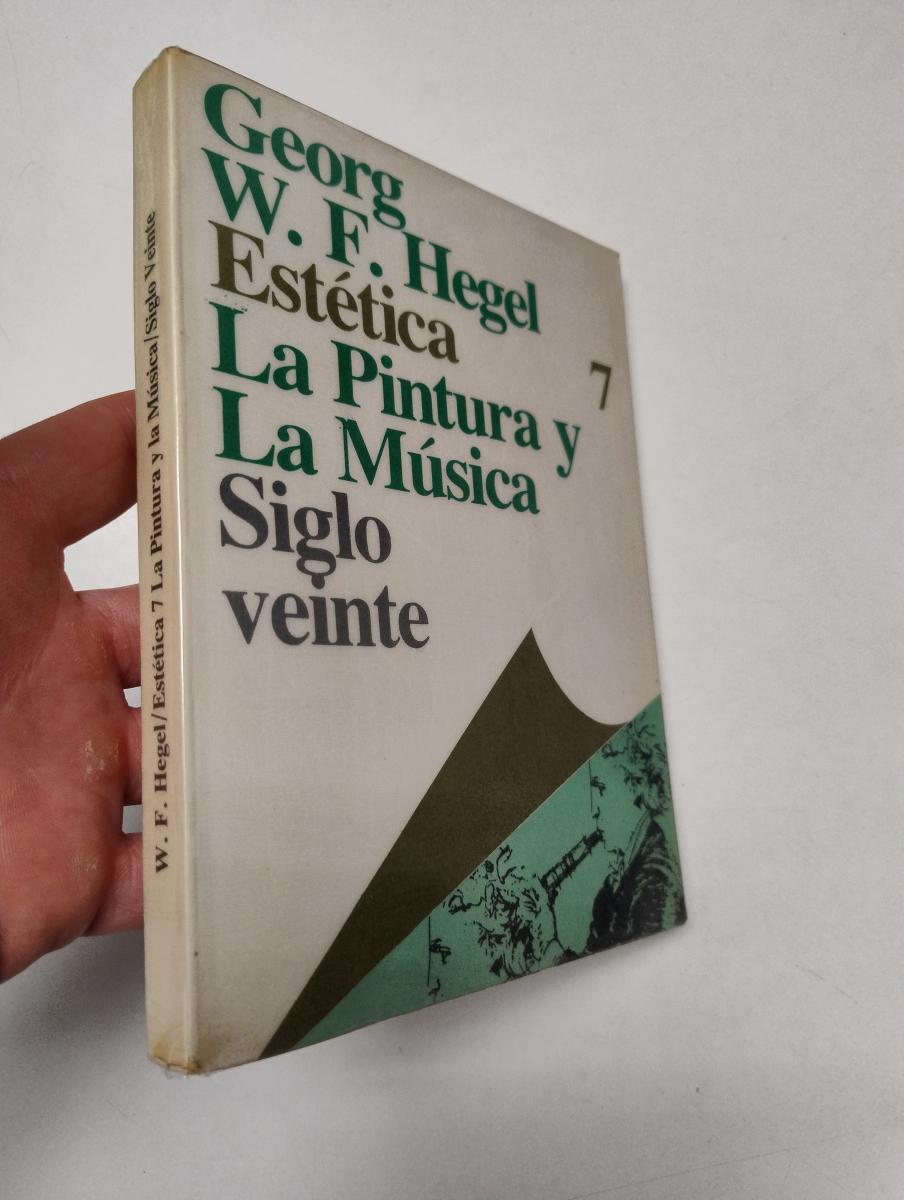 Georg
W. F. Hegel
Estética
7
La Pintura y
La Música
Siglo
veinte
W. F. Hegel/Estética 7 La Pintura y la Música/Siglo Veinte